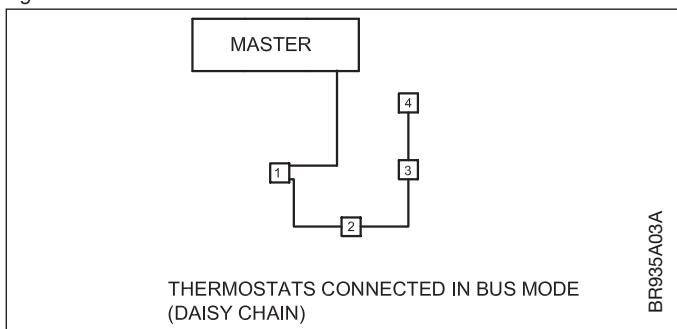 MASTER
4
1
3
2
THERMOSTATS CONNECTED IN BUS MODE
(DAISY CHAIN)
BR935A03A